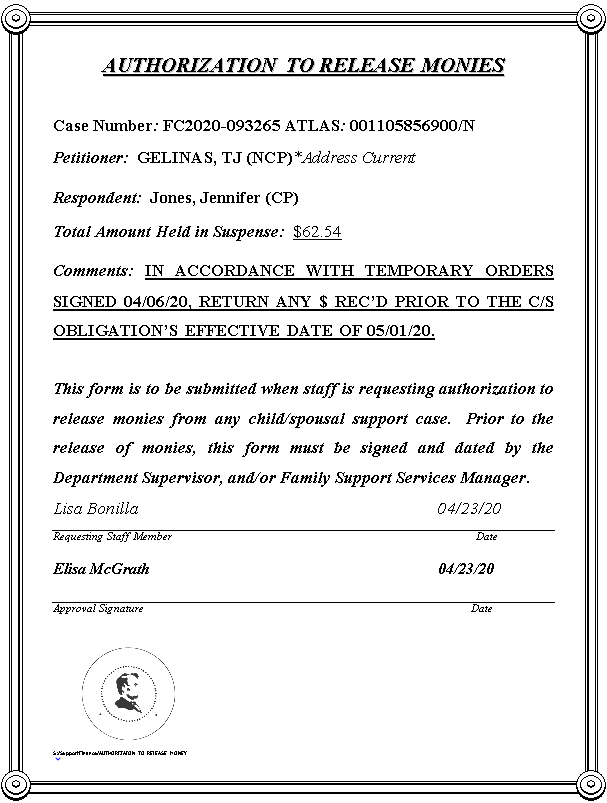 AUTHORIZATION TO RELEASE MONIES
Case Number: FC2020-093265 ATLAS: 001105856900/N
Petitioner: GELINAS, TJ (NCP)*Address Current
Respondent: Jones, Jennifer (CP)
Total Amount Held in Suspense: $62.54
Comments: IN ACCORDANCE WITH TEMPORARY ORDERS
SIGNED 04/06/20, RETURN ANY $ REC'D PRIOR TO THE C/S
OBLIGATION'S EFFECTIVE DATE OF 05/01/20.
This form is to be submitted when staff is requesting authorization to
release monies from any child/spousal support case. Prior to the
release of monies, this form must be signed and dated by the
Department Supervisor, and/or Family Support Services Manager.
Lisa Bonilla 04/23/20
Requesting Staff Member Date
Elisa McGrath 04/23/20
Approval Signature Date
AUTHORIZATION TO RELEASE MONEY